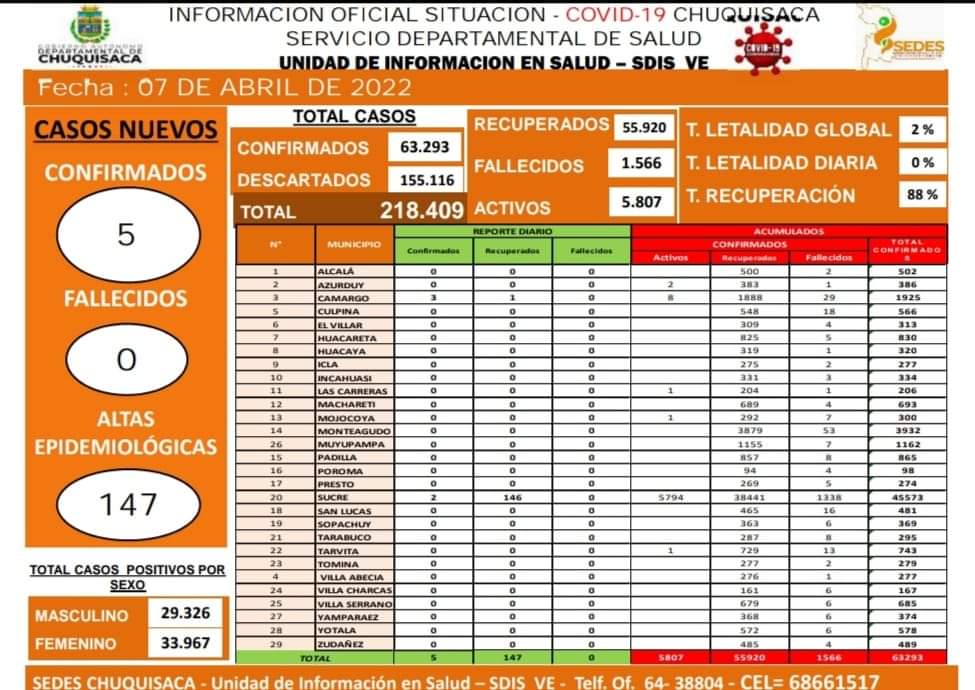 GOBIERNO AUTÓNOMO
DEPARTAMENTAL DE
CHUQUISACA
INFORMACION OFICIAL SITUACION - COVID-19 CHUQUISACA
SERVICIO DEPARTAMENTAL DE SALUD
UNIDAD DE INFORMACION EN SALUD – SDIS VE
COVID-19
SEDES
Fecha : 07 DE ABRIL DE 2022
CASOS NUEVOS
CONFIRMADOS
5
FALLECIDOS
0
ALTAS
EPIDEMIOLÓGICAS
147
TOTAL CASOS POSITIVOS POR
SEXO
MASCULINO 29.326
FEMENINO 33.967
TOTAL CASOS
CONFIRMADOS 63.293
DESCARTADOS 155.116
TOTAL 218.409
RECUPERADOS 55.920
FALLECIDOS 1.566
ACTIVOS 5.807
T. LETALIDAD GLOBAL 2 %
T. LETALIDAD DIARIA 0 %
T. RECUPERACIÓN 88 %
N° MUNICIPIO REPORTE DIARIO ACUMULADOS
CONFIRMADOS TOTAL CONFIRMADOS
Confirmados Recuperados Fallecidos Activos Recuperados Fallecidos
1 ALCALÁ 0 0 0 500 2 502
2 AZURDUY 0 0 0 2 383 1 386
3 CAMARGO 3 1 0 8 1888 29 1925
5 CULPINA 0 0 0 548 18 566
6 EL VILLAR 0 0 0 309 4 313
7 HUACARETA 0 0 0 825 5 830
8 HUACAYA 0 0 0 319 1 320
9 ICLA 0 0 0 275 2 277
10 INCAHUASI 0 0 0 331 3 334
11 LAS CARRERAS 0 0 0 1 204 1 206
12 MACHARETI 0 0 0 689 4 693
13 MOJOCOYA 0 0 0 1 292 7 300
14 MONTEAGUDO 0 0 0 3879 53 3932
26 MUYUPAMPA 0 0 0 1155 7 1162
15 PADILLA 0 0 0 857 8 865
16 POROMA 0 0 0 94 4 98
17 PRESTO 0 0 0 269 5 274
20 SUCRE 2 146 0 5794 38441 1338 45573
18 SAN LUCAS 0 0 0 465 16 481
19 SOPACHUY 0 0 0 363 6 369
21 TARABUCO 0 0 0 287 8 295
22 TARVITA 0 0 0 1 729 13 743
23 TOMINA 0 0 0 277 2 279
4 VILLA ABECIA 0 0 0 276 1 277
24 VILLA CHARCAS 0 0 0 161 6 167
25 VILLA SERRANO 0 0 0 679 6 685
27 YAMPARAEZ 0 0 0 368 6 374
28 YOTALA 0 0 0 572 6 578
29 ZUDAÑEZ 0 0 0 485 4 489
TOTAL 5 147 0 5807 55920 1566 63293
SEDES CHUQUISACA - Unidad de Información en Salud – SDIS VE - Telf. Of. 64- 38804 - CEL= 68661517